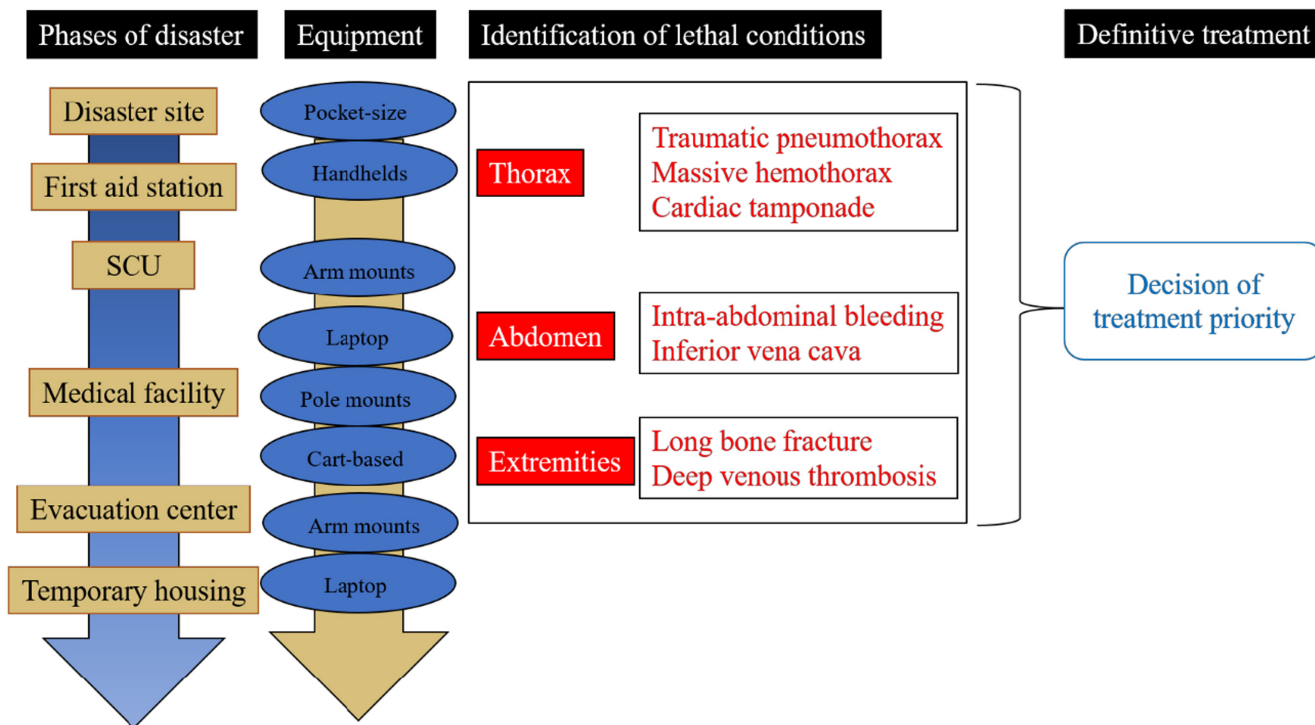 Phases of disaster
Equipment
Identification of lethal conditions
Definitive treatment
Disaster site
First aid station
SCU
Medical facility
Evacuation center
Temporary housing
Pocket-size
Handhelds
Arm mounts
Laptop
Pole mounts
Cart-based
Arm mounts
Laptop
Thorax
Traumatic pneumothorax
Massive hemothorax
Cardiac tamponade
Abdomen
Intra-abdominal bleeding
Inferior vena cava
Extremities
Long bone fracture
Deep venous thrombosis
Decision of
treatment priority